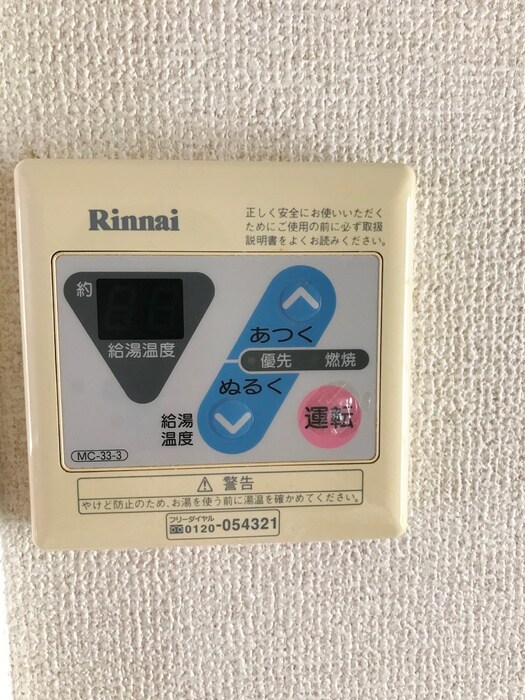 Rinnai
正しく安全にお使いいただく
ためにご使用の前に必ず取扱
説明書をよくお読みください。
約
給湯温度
あつく
優先 燃焼
ぬるく
給湯
温度
運転
MC-33-3
⚠ 警告
やけど防止のため、お湯を使う前に湯温を確かめてください。
フリーダイヤル
0120-054321